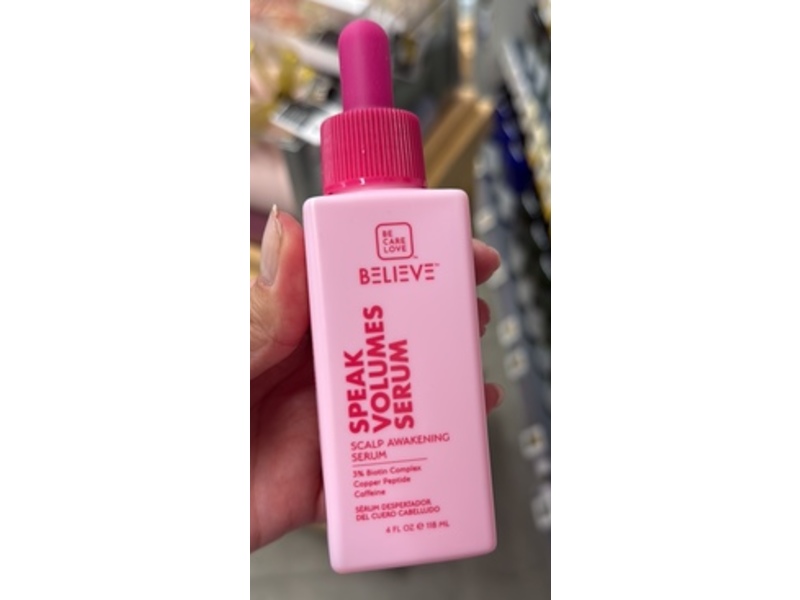 BE
CARE
LOVE
BELIEVE™
SPEAK
VOLUMES
SERUM
SCALP AWAKENING
SERUM
3% Biotin Complex
Copper Peptide
Caffeine
SÉRUM DESPERTADOR
DEL CUERO CABELLUDO
4 FL OZ ℮ 118 ML